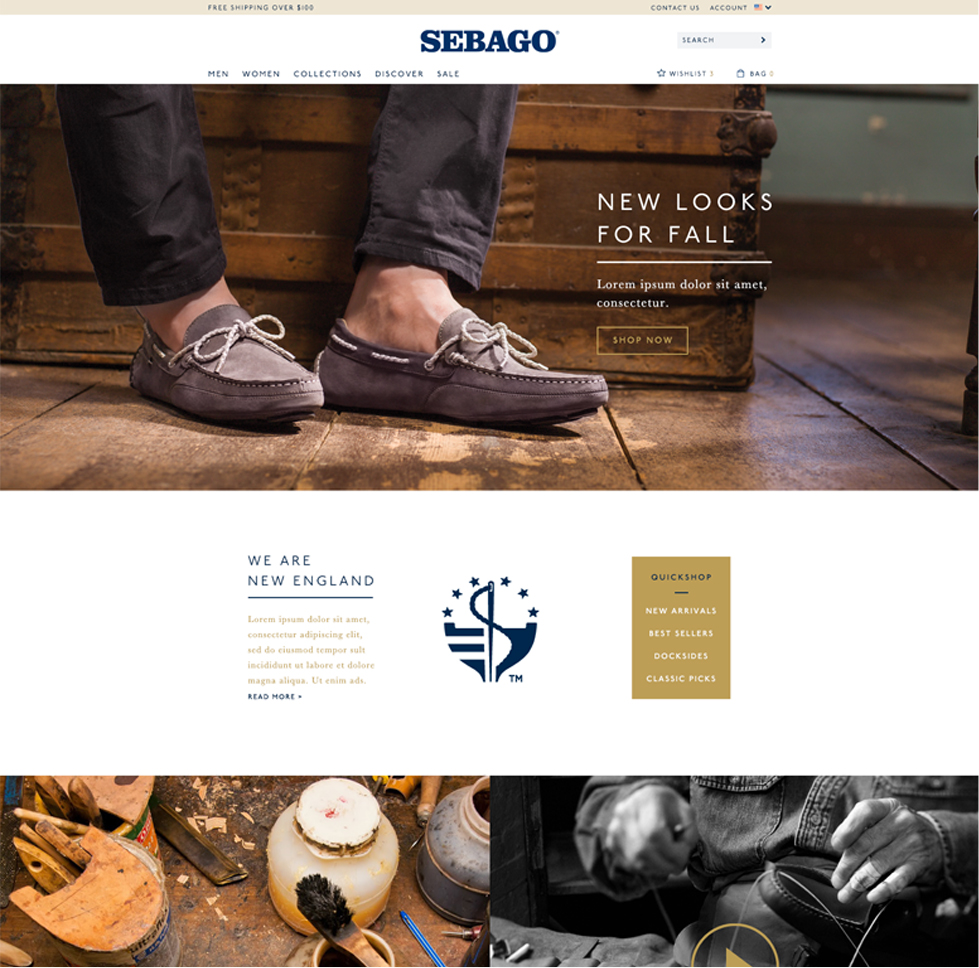 FREE SHIPPING OVER $100
CONTACT US ACCOUNT
SEBAGO®
SEARCH
MEN WOMEN COLLECTIONS DISCOVER SALE
WISHLIST 3 BAG 0
NEW LOOKS
FOR FALL
Lorem ipsum dolor sit amet,
consectetur.
SHOP NOW
WE ARE
NEW ENGLAND
Lorem ipsum dolor sit amet,
consectetur adipiscing elit,
sed do eiusmod tempor sult
incididunt ut labore et dolore
magna aliqua. Ut enim ads.
READ MORE +
TM
QUICKSHOP
NEW ARRIVALS
BEST SELLERS
DOCKSIDES
CLASSIC PICKS